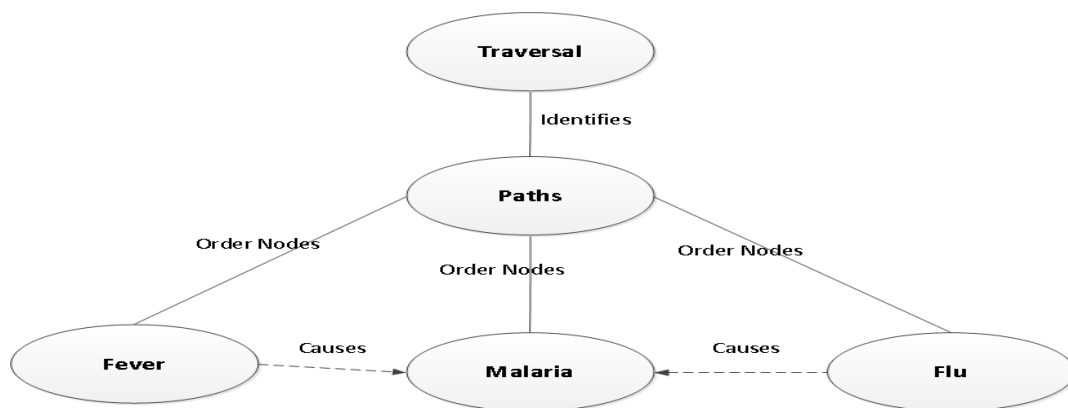 Traversal
Identifies
Paths
Order Nodes
Order Nodes
Order Nodes
Fever
Causes
Malaria
Causes
Flu